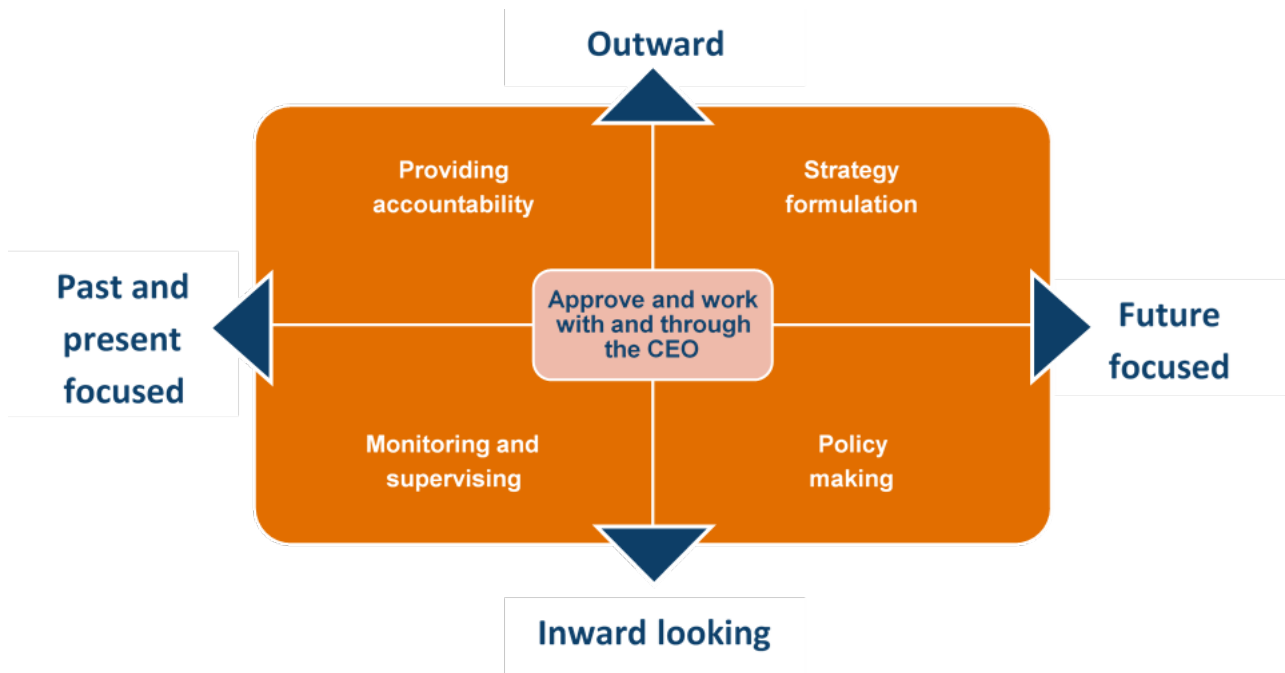 Outward
Providing
accountability
Strategy
formulation
Past and
present
focused
Approve and work
with and through
the CEO
Future
focused
Monitoring and
supervising
Policy
making
Inward looking